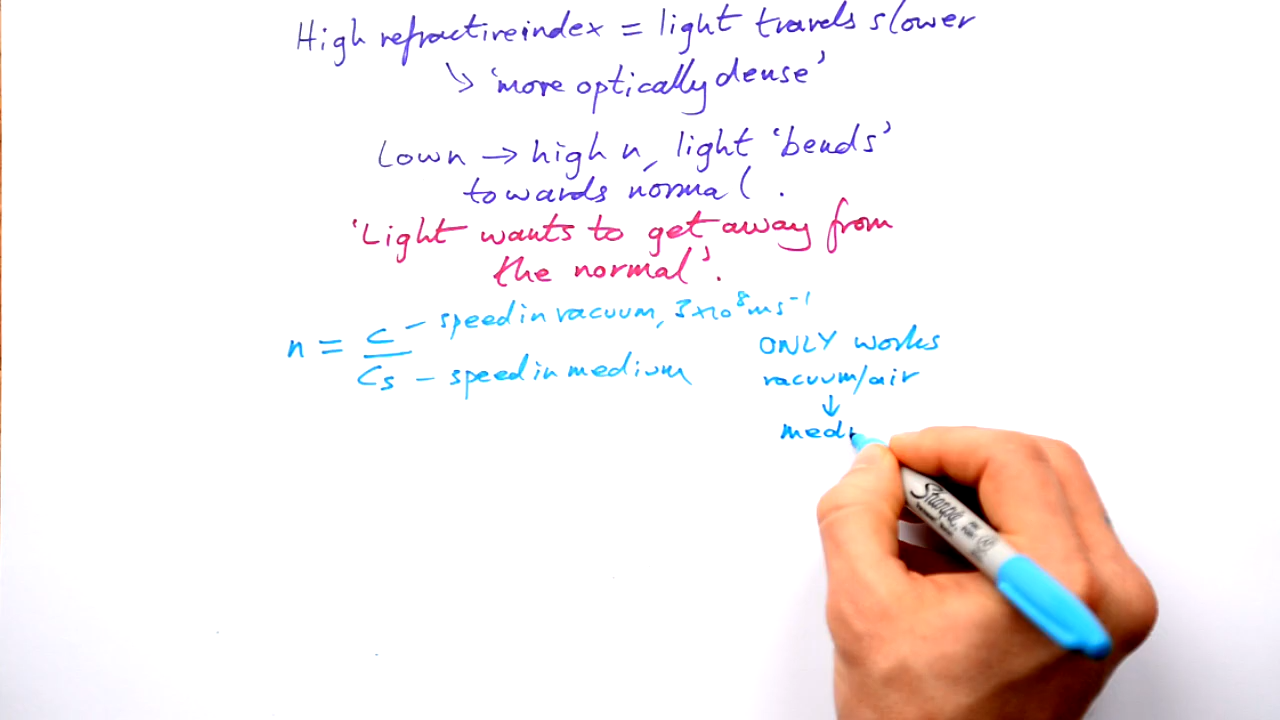 High refractive index = light travels slower
↳ 'more optically dense'
Low n → high n, light 'bends'
towards normal.
'Light wants to get away from
the normal'.
n = c/cs
c – speed in vacuum, 3×10⁸ ms⁻¹
cs – speed in medium
ONLY works
vacuum/air
↓
medi
Sharpie